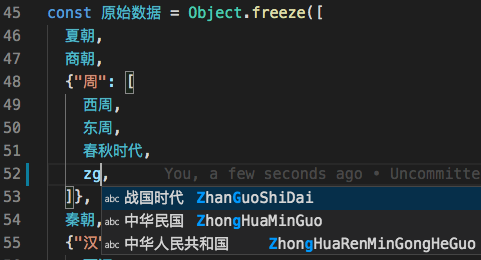 45 const 原始数据 = Object.freeze([
46 夏朝,
47 商朝,
48 {"周": [
49 西周,
50 东周,
51 春秋时代,
52 zg, You, a few seconds ago • Uncommitte
53 ]}, abc 战国时代 ZhanGuoShiDai
54 秦朝, abc 中华民国 ZhongHuaMinGuo
55 {"汉" abc 中华人民共和国 ZhongHuaRenMinGongHeGuo